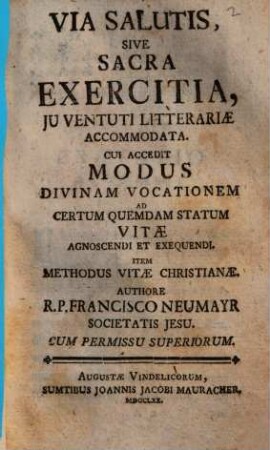 2
VIA SALUTIS,
SIVE
SACRA
EXERCITIA,
JUVENTUTI LITTERARIÆ
ACCOMMODATA.
CUI ACCEDIT
MODUS
DIVINAM VOCATIONEM
AD
CERTUM QUEMDAM STATUM
VITÆ
AGNOSCENDI ET EXEQUENDI.
ITEM
METHODUS VITÆ CHRISTIANÆ.
AUTHORE
R.P. FRANCISCO NEUMAYR
SOCIETATIS JESU.
CUM PERMISSU SUPERIORUM.
AUGUSTÆ VINDELICORUM,
SUMTIBUS JOANNIS JACOBI MAURACHER,
MDCCLXX.